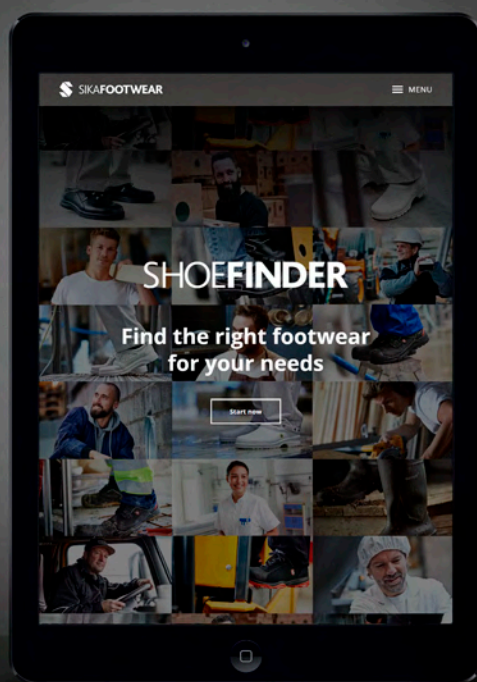 SIKAFOOTWEAR
MENU
SHOEFINDER
Find the right footwear
for your needs
Start now